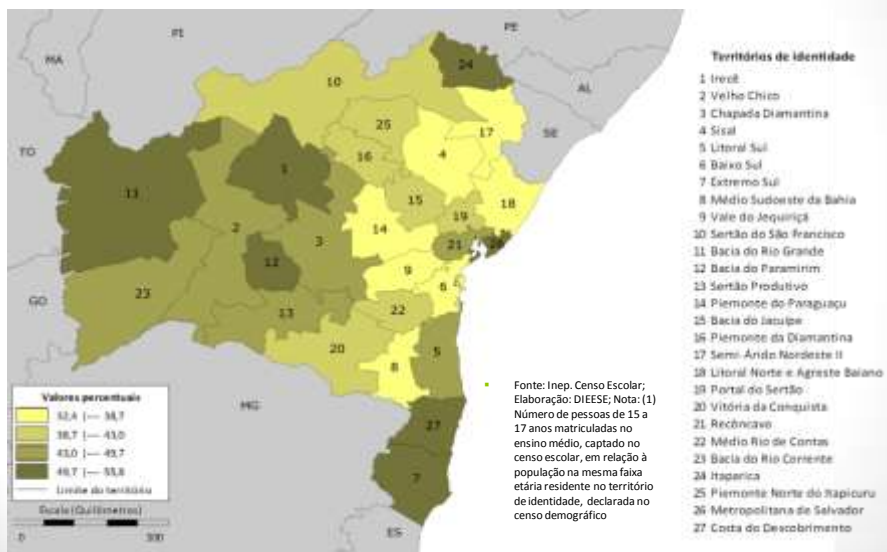 PI
PE
MA
AL
SE
TO
GO
MG
ES
24
10
25
17
4
16
1
11
15
18
19
14
2
3
21
26
12
9
6
23
13
22
20
8
5
27
7
Valores percentuais
32,4 |--- 38,7
38,7 |--- 43,0
43,0 |--- 49,7
49,7 |--- 55,8
Limite do território
Escala (Quilômetros)
0 100
Fonte: Inep. Censo Escolar;
Elaboração: DIEESE; Nota: (1)
Número de pessoas de 15 a
17 anos matriculadas no
ensino médio, captado no
censo escolar, em relação à
população na mesma faixa
etária residente no território
de identidade, declarada no
censo demográfico
Territórios de identidade
1 Irecê
2 Velho Chico
3 Chapada Diamantina
4 Sisal
5 Litoral Sul
6 Baixo Sul
7 Extremo Sul
8 Médio Sudoeste da Bahia
9 Vale do Jequiriçá
10 Sertão do São Francisco
11 Bacia do Rio Grande
12 Bacia do Paramirim
13 Sertão Produtivo
14 Piemonte do Paraguaçu
15 Bacia do Jacuípe
16 Piemonte da Diamantina
17 Semi-Árido Nordeste II
18 Litoral Norte e Agreste Baiano
19 Portal do Sertão
20 Vitória da Conquista
21 Recôncavo
22 Médio Rio de Contas
23 Bacia do Rio Corrente
24 Itaparica
25 Piemonte Norte do Itapicuru
26 Metropolitana de Salvador
27 Costa do Descobrimento